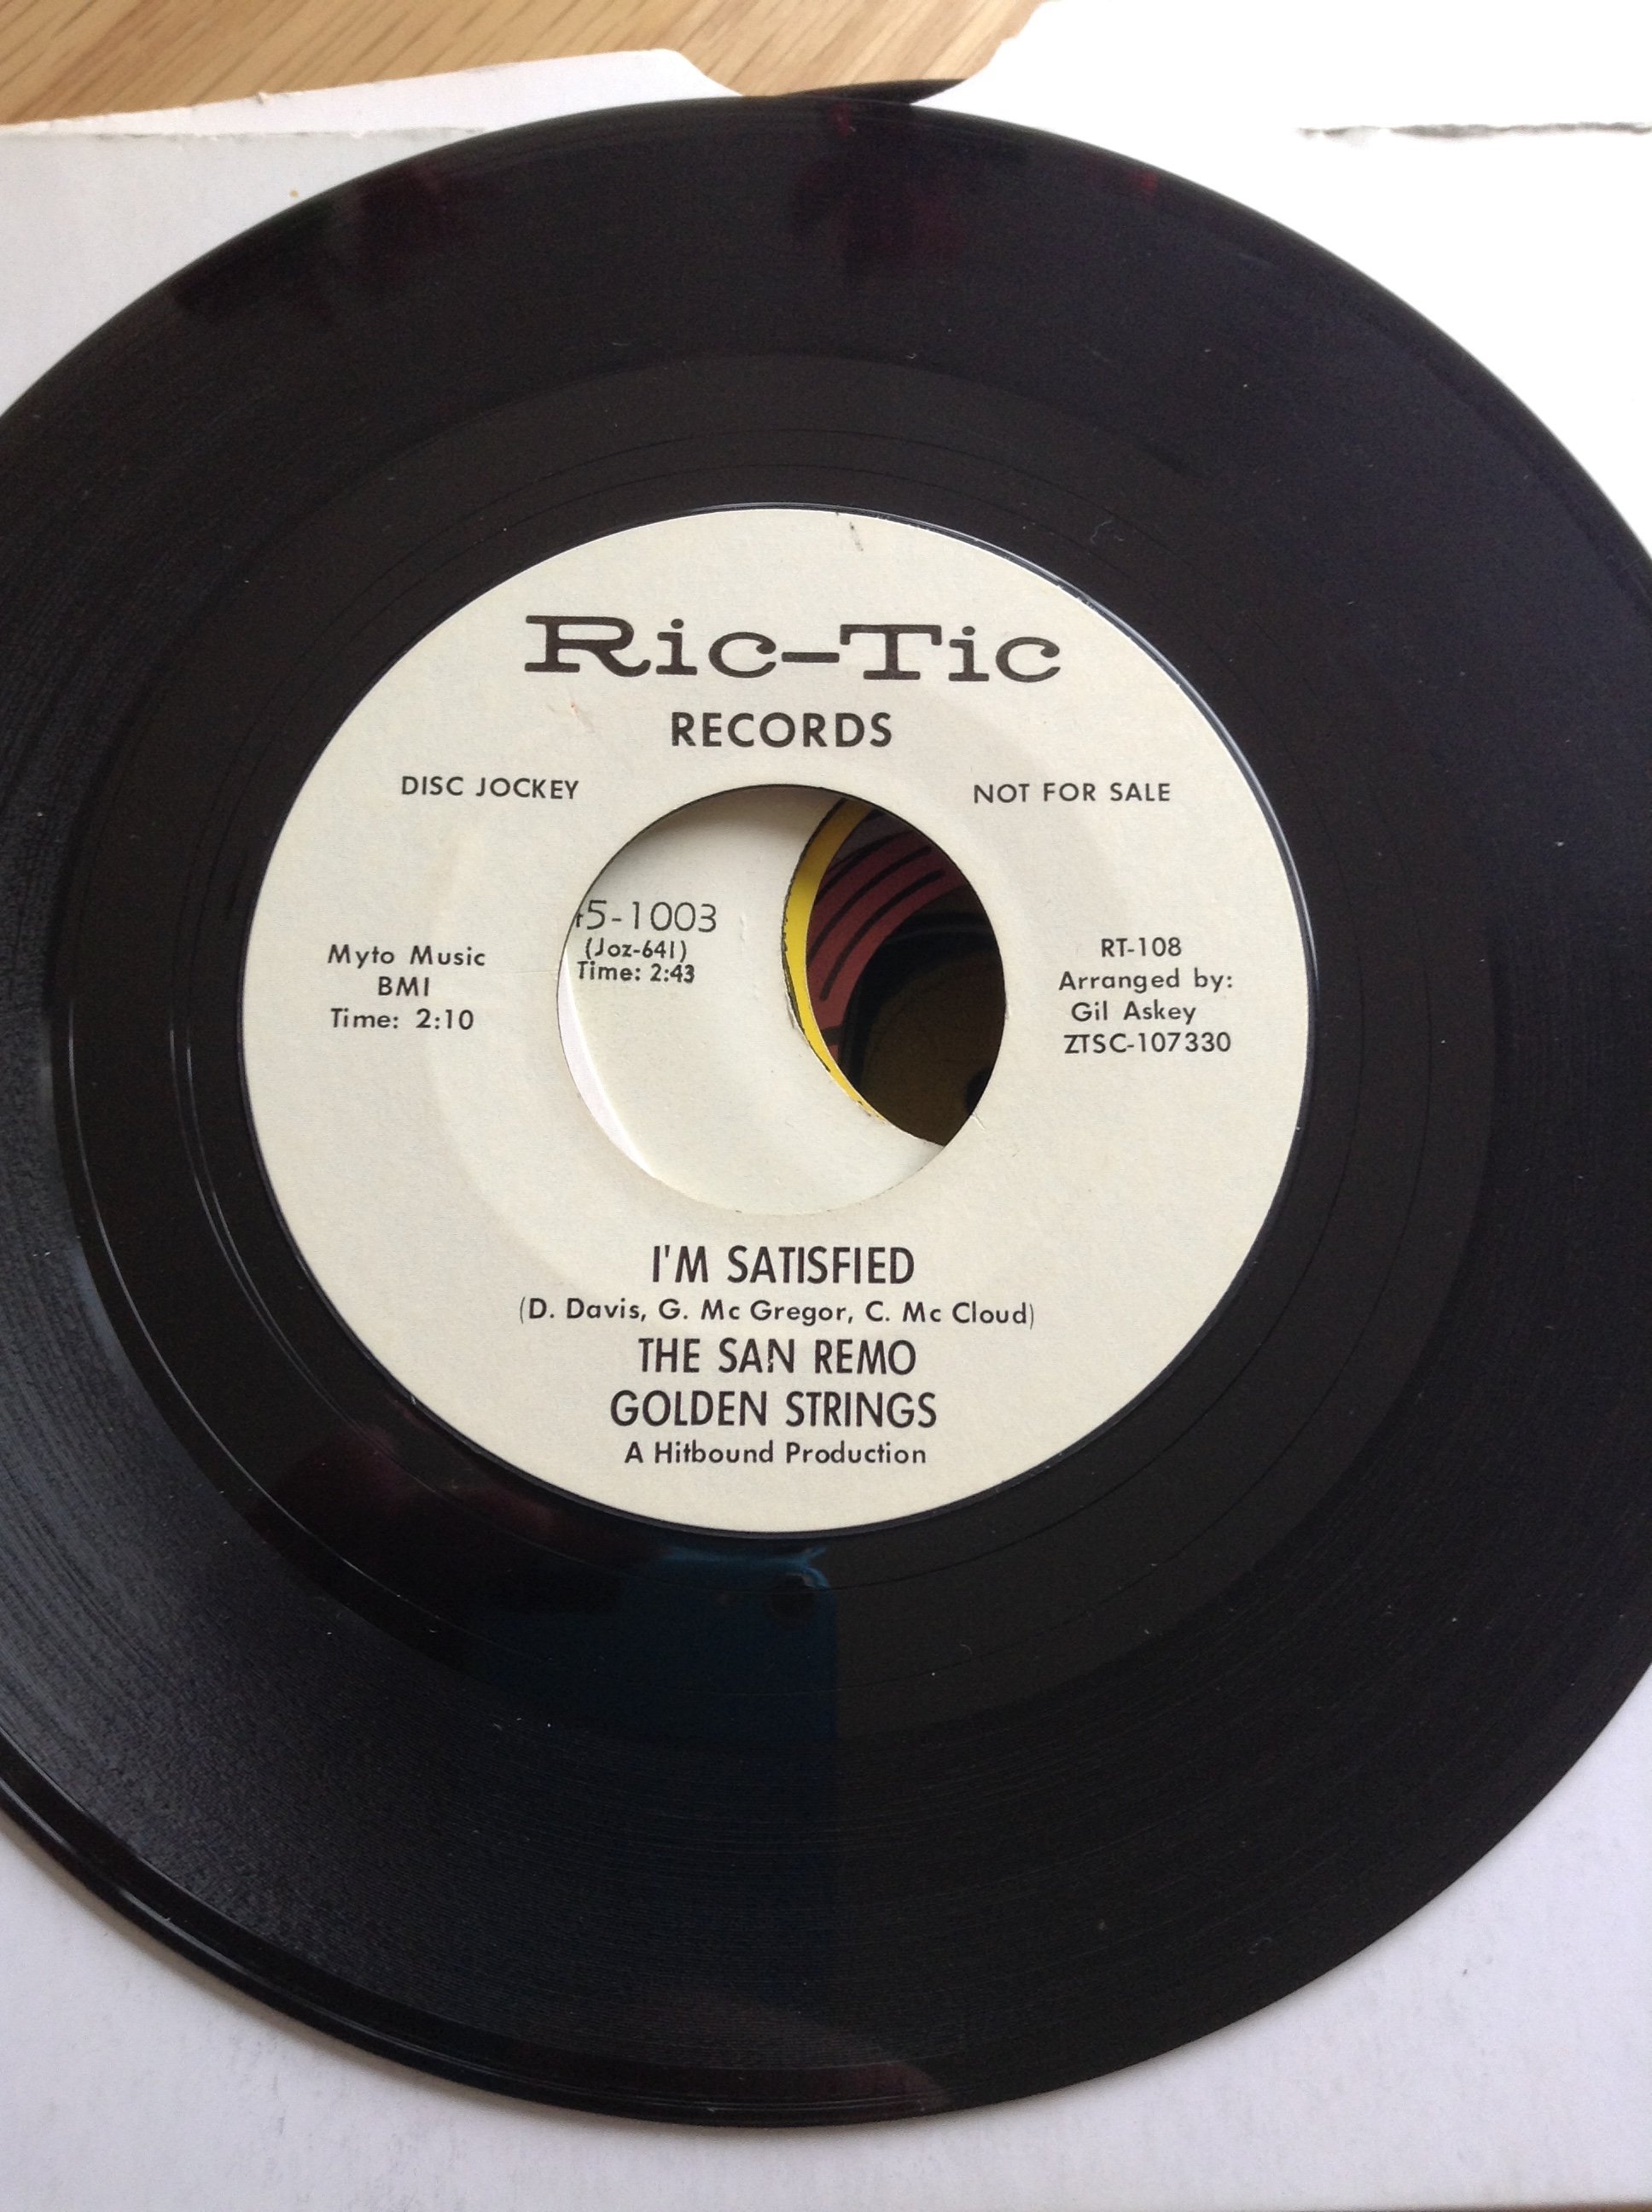 Ric-Tic
RECORDS
DISC JOCKEY
NOT FOR SALE
Myto Music
BMI
Time: 2:10
5-1003
(Joz-641)
Time: 2:43
RT-108
Arranged by:
Gil Askey
ZTSC-107330
I'M SATISFIED
(D. Davis, G. Mc Gregor, C. Mc Cloud)
THE SAN REMO
GOLDEN STRINGS
A Hitbound Production